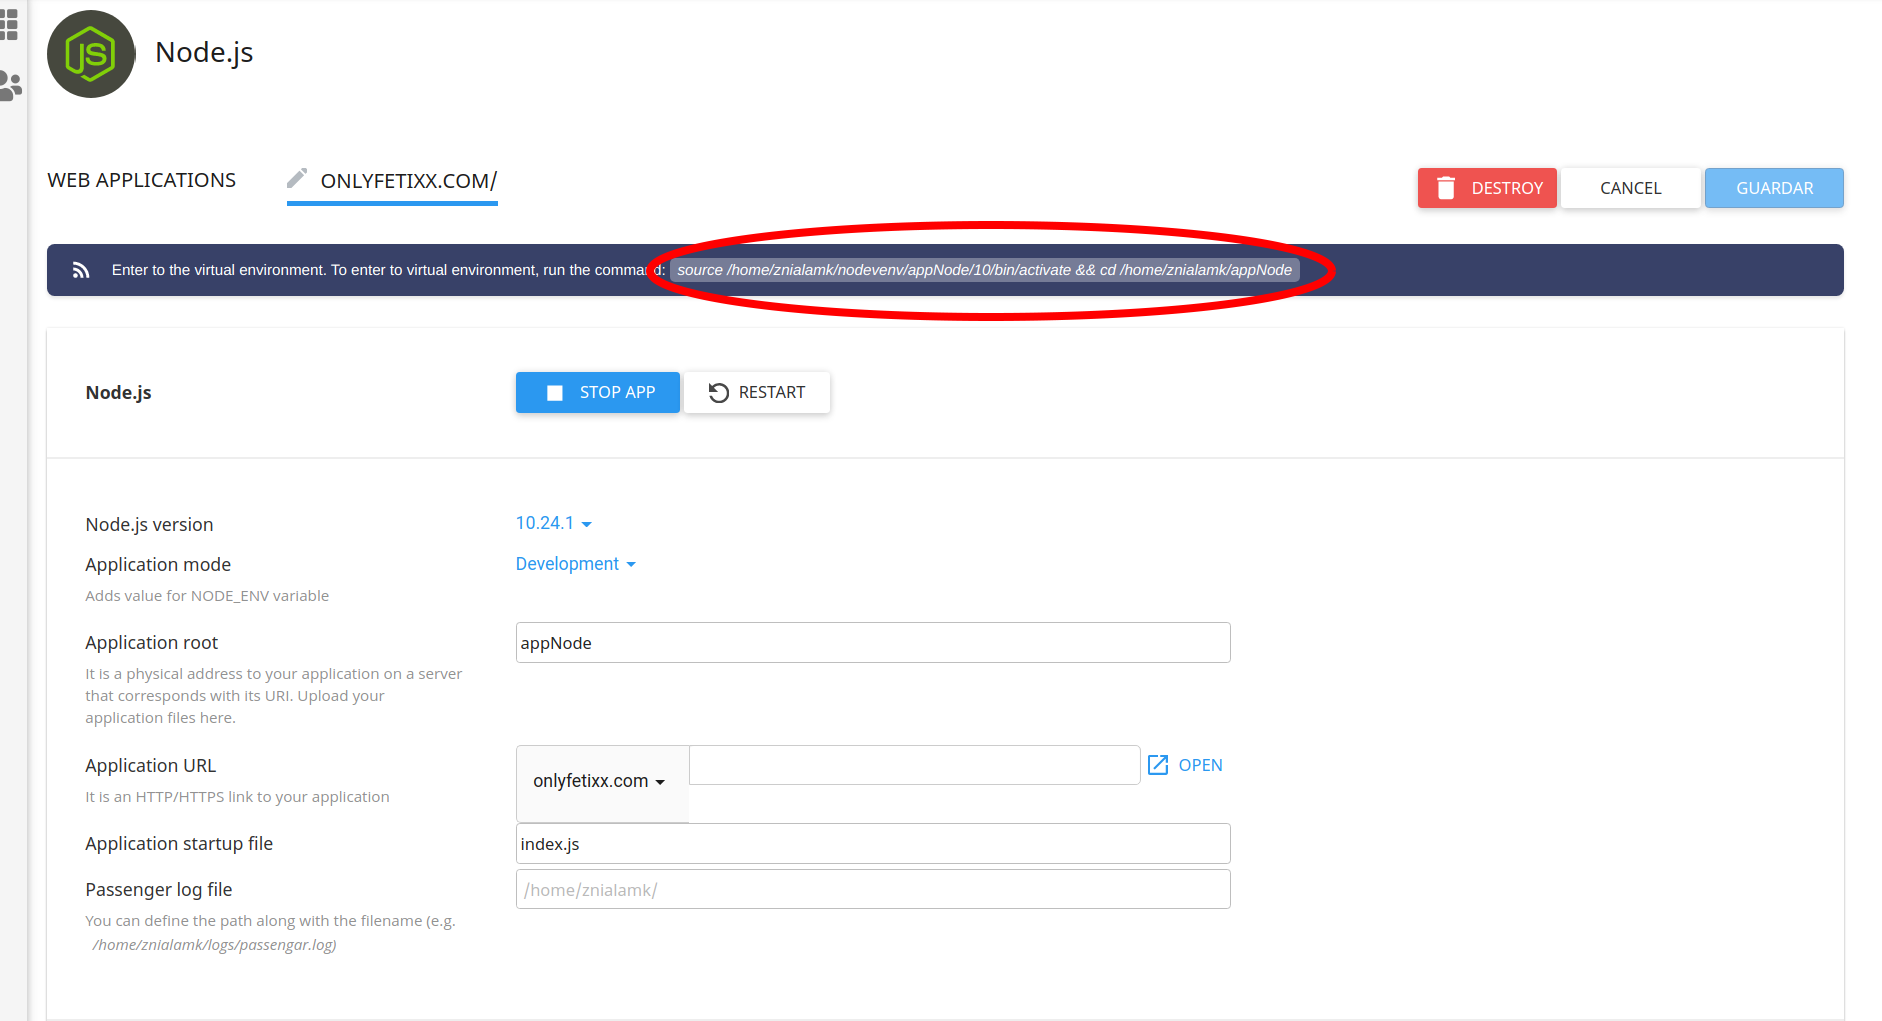 Node.js
WEB APPLICATIONS
ONLYFETIXX.COM/
DESTROY
CANCEL
GUARDAR
Enter to the virtual environment. To enter to virtual environment, run the command: source /home/znialamk/nodevenv/appNode/10/bin/activate && cd /home/znialamk/appNode
Node.js
STOP APP
RESTART
Node.js version
10.24.1
Application mode
Development
Adds value for NODE_ENV variable
Application root
appNode
It is a physical address to your application on a server
that corresponds with its URI. Upload your
application files here.
Application URL
onlyfetixx.com
OPEN
It is an HTTP/HTTPS link to your application
Application startup file
index.js
Passenger log file
/home/znialamk/
You can define the path along with the filename (e.g.
/home/znialamk/logs/passengar.log)